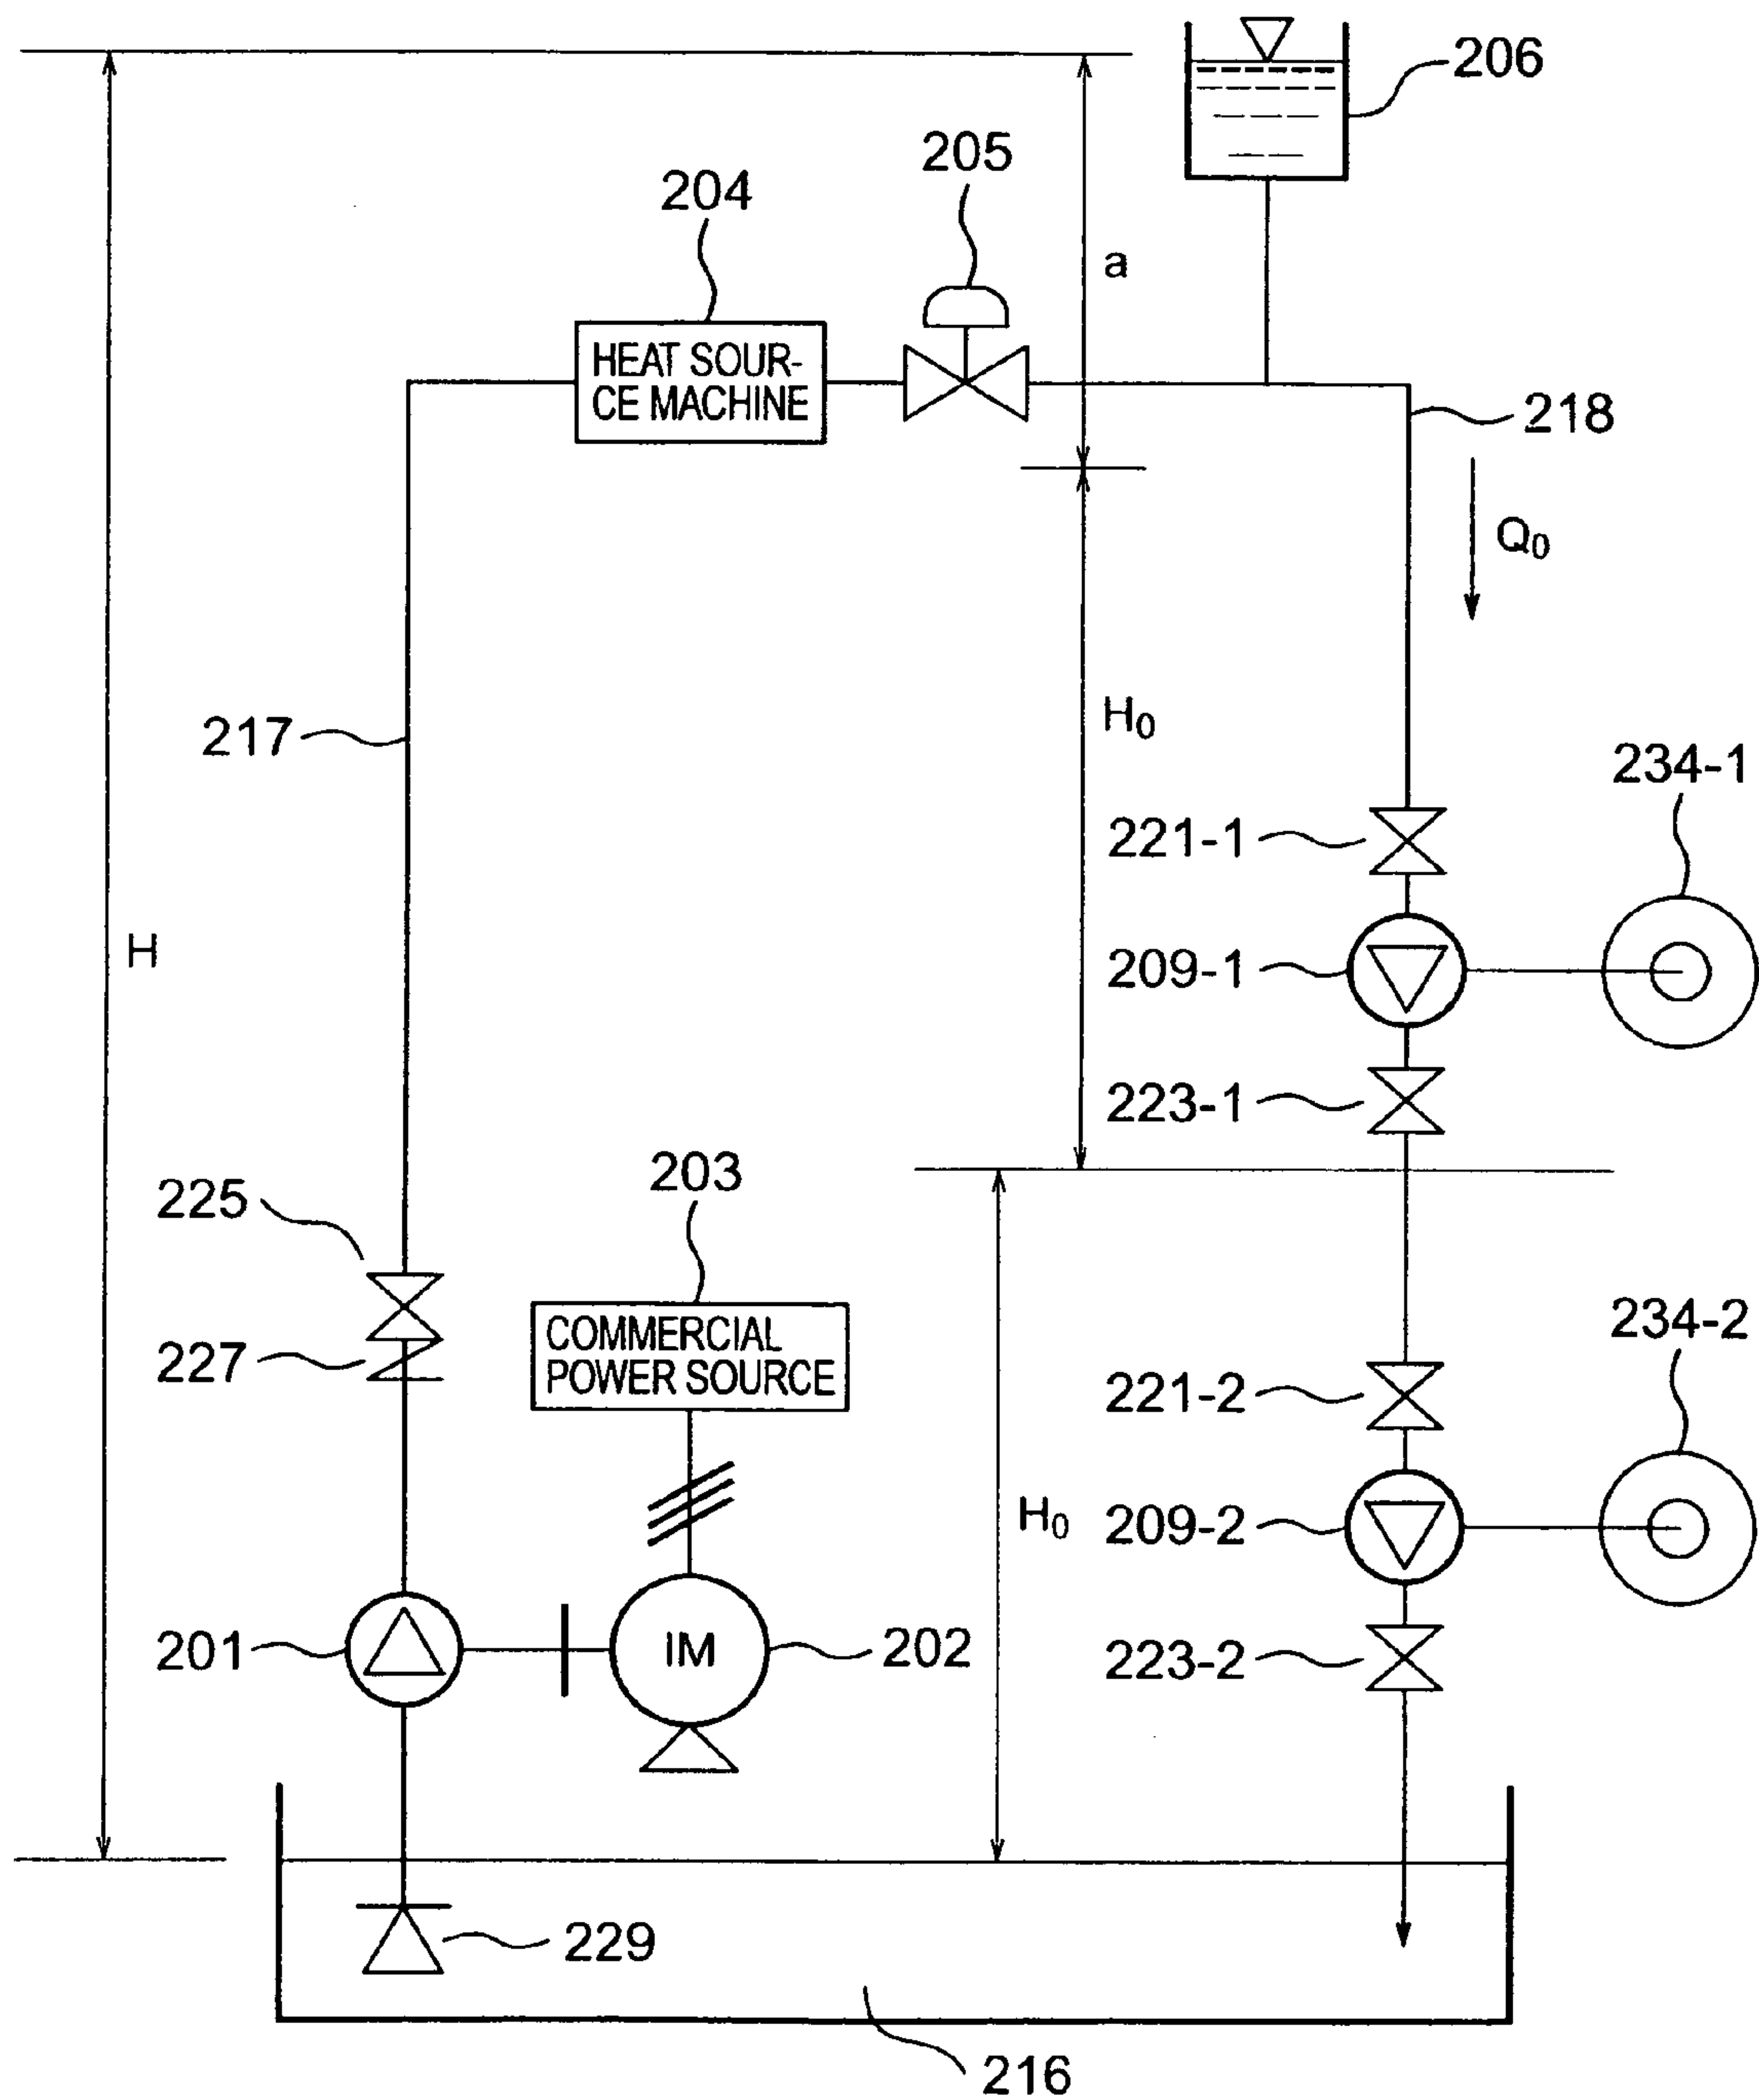 206
205
204
a
HEAT SOUR-
CE MACHINE
218
Q₀
217
H₀
234-1
221-1
H
209-1
223-1
203
225
COMMERCIAL
POWER SOURCE
234-2
227
221-2
H₀
209-2
201
IM
202
223-2
229
216